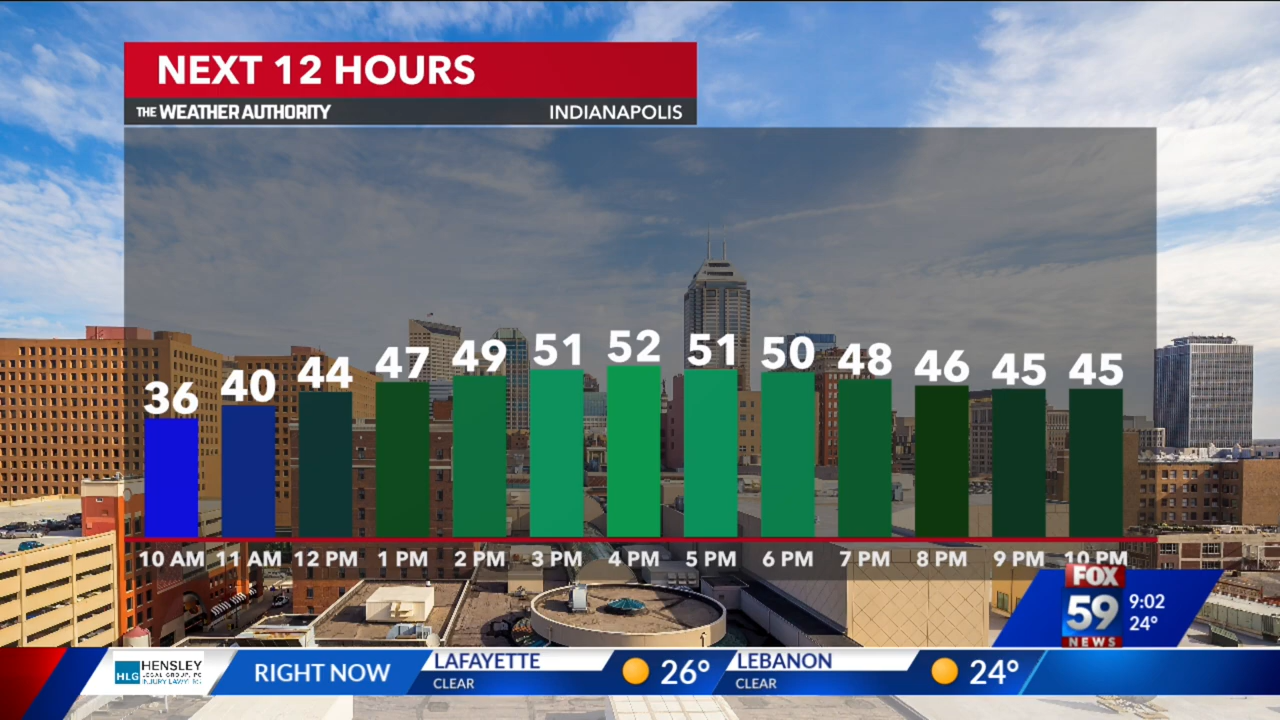 NEXT 12 HOURS
THE WEATHER AUTHORITY INDIANAPOLIS
36 40 44 47 49 51 52 51 50 48 46 45 45
10 AM 11 AM 12 PM 1 PM 2 PM 3 PM 4 PM 5 PM 6 PM 7 PM 8 PM 9 PM 10 PM
FOX
59
NEWS
9:02
24°
HLG
HENSLEY
LEGAL GROUP, PC
INJURY LAWYERS
RIGHT NOW
LAFAYETTE
CLEAR
26°
LEBANON
CLEAR
24°